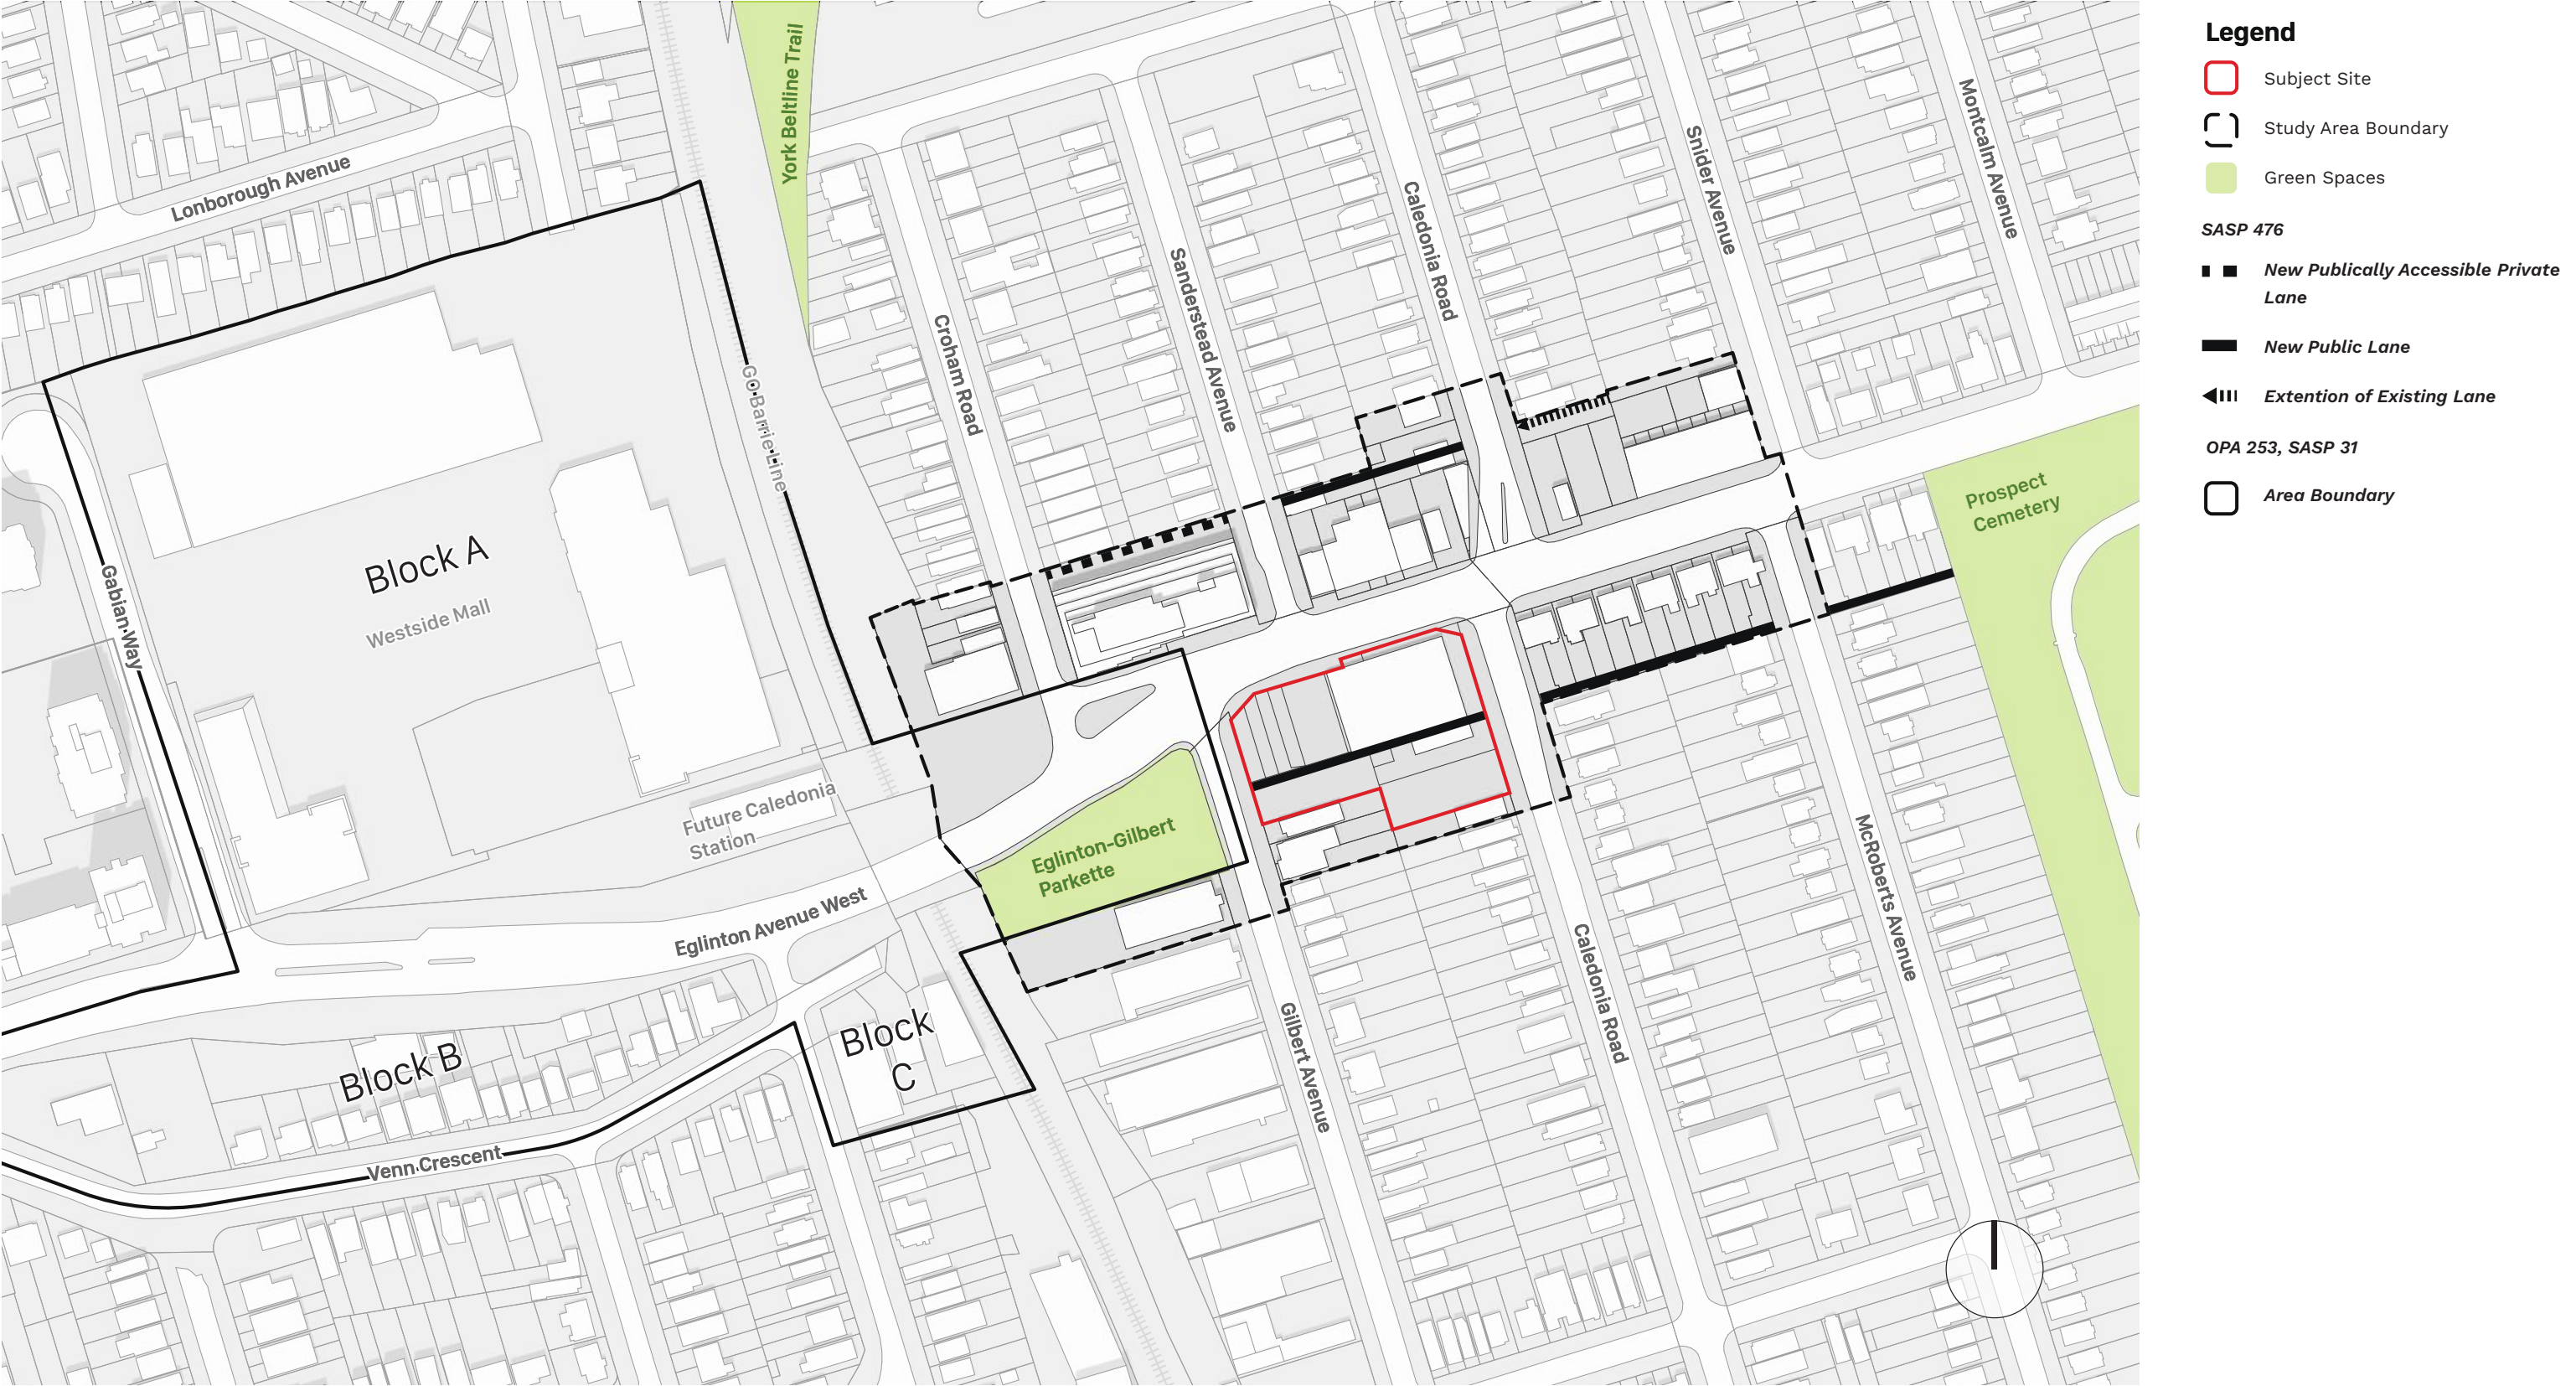 York Beltline Trail
Lonborough Avenue
Croham Road
Sanderstead Avenue
Caledonia Road
Snider Avenue
Montcalm Avenue
GO Barrie Line
Gabian Way
Block A
Westside Mall
Prospect
Cemetery
Future Caledonia
Station
Eglinton-Gilbert
Parkette
Eglinton Avenue West
Block B
Block
C
Venn Crescent
Gilbert Avenue
Caledonia Road
McRoberts Avenue
Legend
Subject Site
Study Area Boundary
Green Spaces
SASP 476
New Publically Accessible Private
Lane
New Public Lane
Extention of Existing Lane
OPA 253, SASP 31
Area Boundary